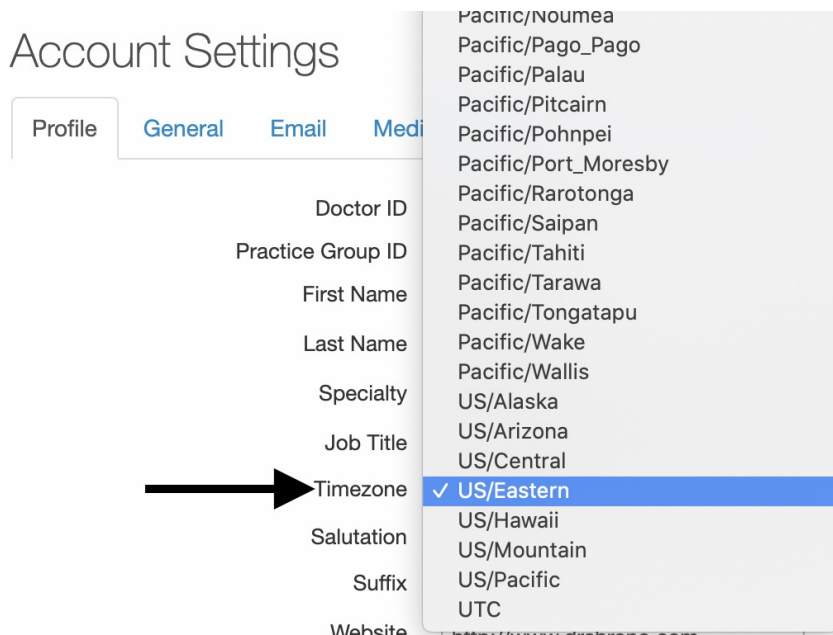 Account Settings
Profile
General
Email
Medi
Doctor ID
Practice Group ID
First Name
Last Name
Specialty
Job Title
Timezone
Salutation
Suffix
Website
Pacific/Noumea
Pacific/Pago_Pago
Pacific/Palau
Pacific/Pitcairn
Pacific/Pohnpei
Pacific/Port_Moresby
Pacific/Rarotonga
Pacific/Saipan
Pacific/Tahiti
Pacific/Tarawa
Pacific/Tongatapu
Pacific/Wake
Pacific/Wallis
US/Alaska
US/Arizona
US/Central
✓ US/Eastern
US/Hawaii
US/Mountain
US/Pacific
UTC